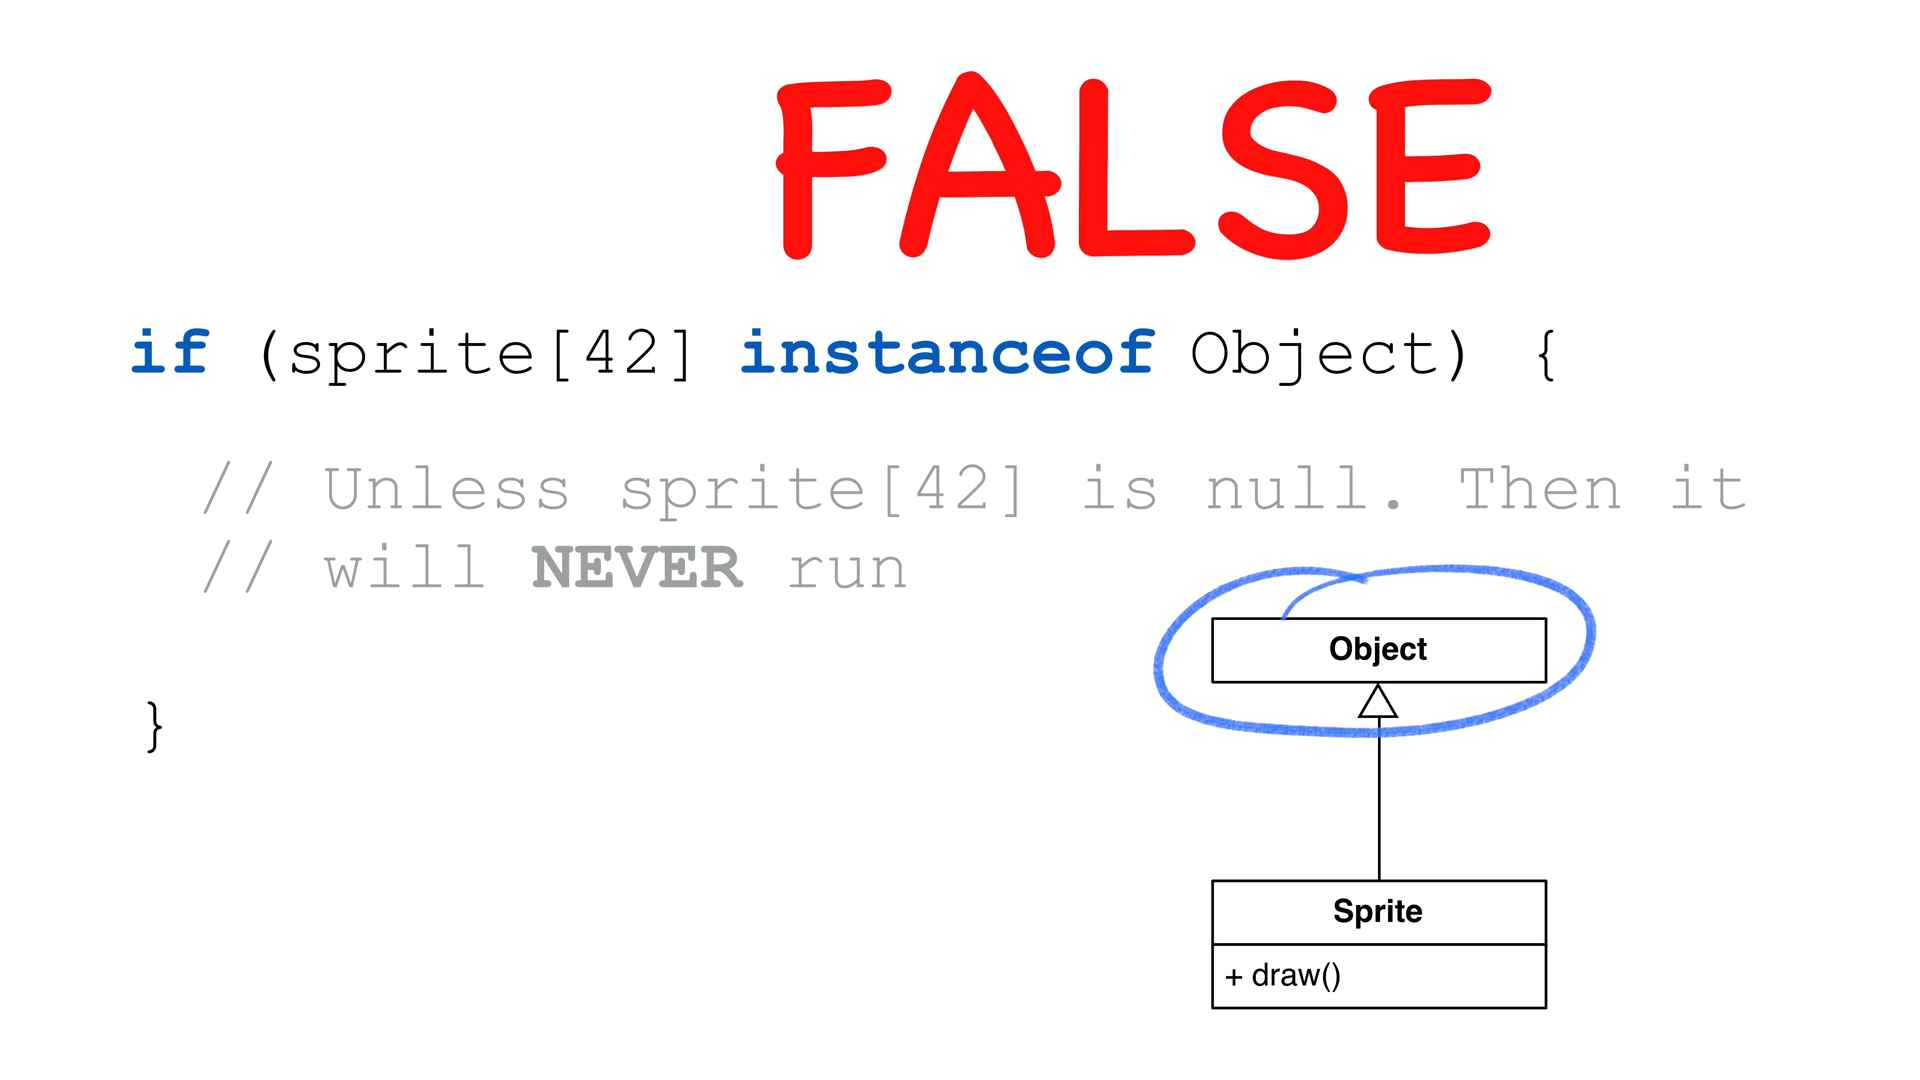 FALSE
if (sprite[42] instanceof Object) {
// Unless sprite[42] is null. Then it
// will NEVER run
}
Object
Sprite
+ draw()